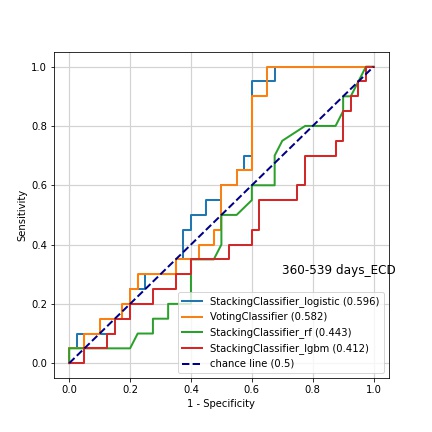 1.0
0.8
0.6
0.4
0.2
0.0
Sensitivity
360-539 days_ECD
StackingClassifier_logistic (0.596)
VotingClassifier (0.582)
StackingClassifier_rf (0.443)
StackingClassifier_lgbm (0.412)
chance line (0.5)
0.0 0.2 0.4 0.6 0.8 1.0
1 - Specificity